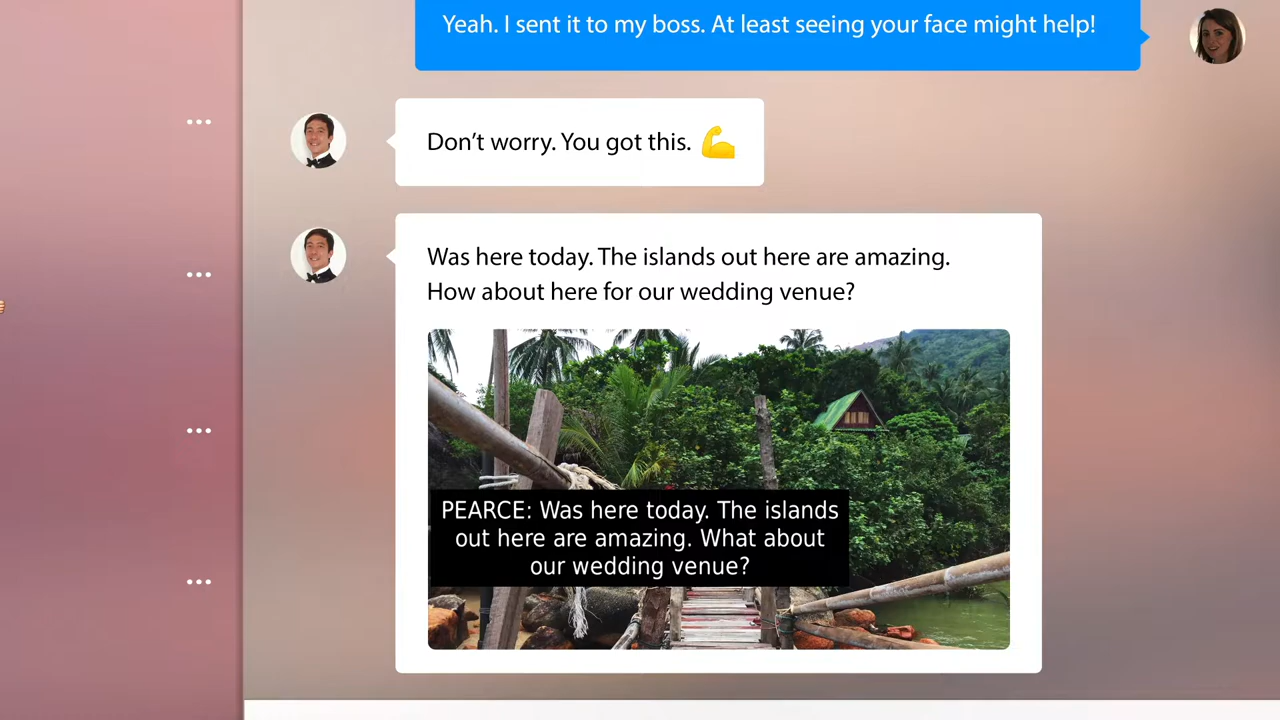 Yeah. I sent it to my boss. At least seeing your face might help!
Don’t worry. You got this. 💪
Was here today. The islands out here are amazing.
How about here for our wedding venue?
PEARCE: Was here today. The islands
out here are amazing. What about
our wedding venue?